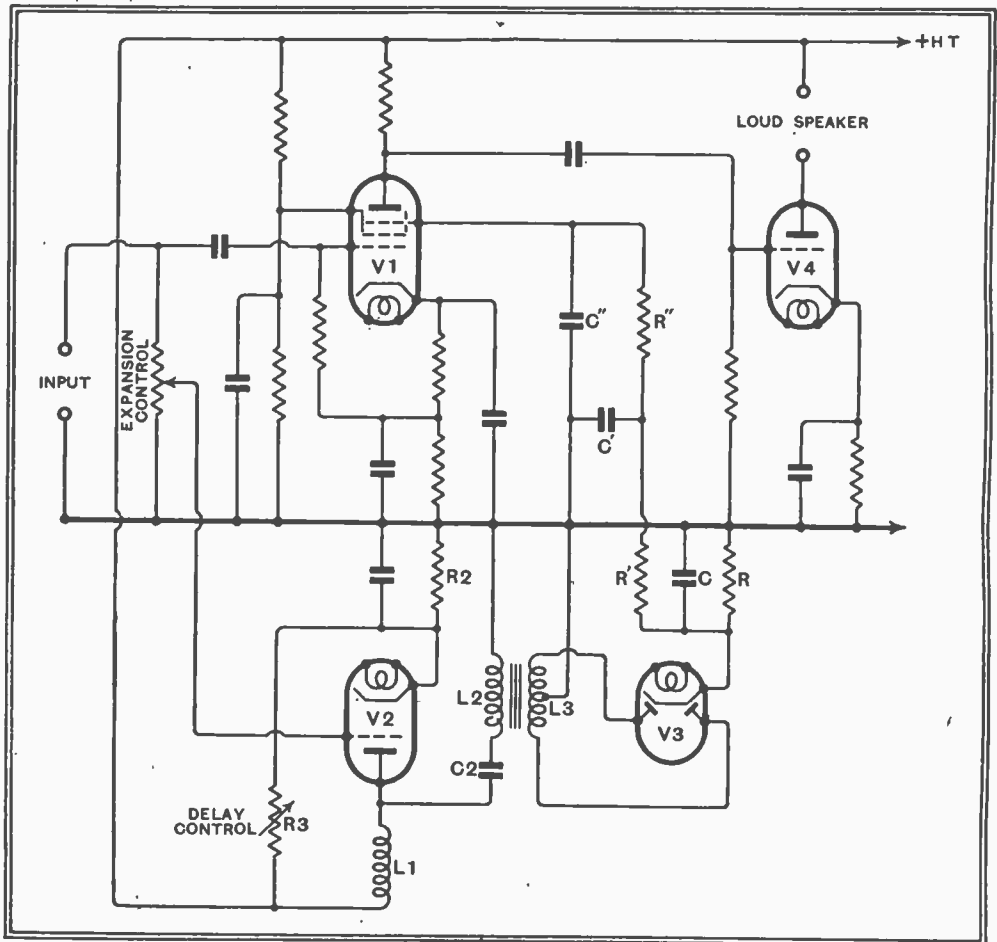 +HT
LOUD SPEAKER
V1
V4
C"
R"
INPUT
EXPANSION
CONTROL
C'
R2
R'
C
R
L2
L3
V2
V3
C2
DELAY
CONTROL
R3
L1